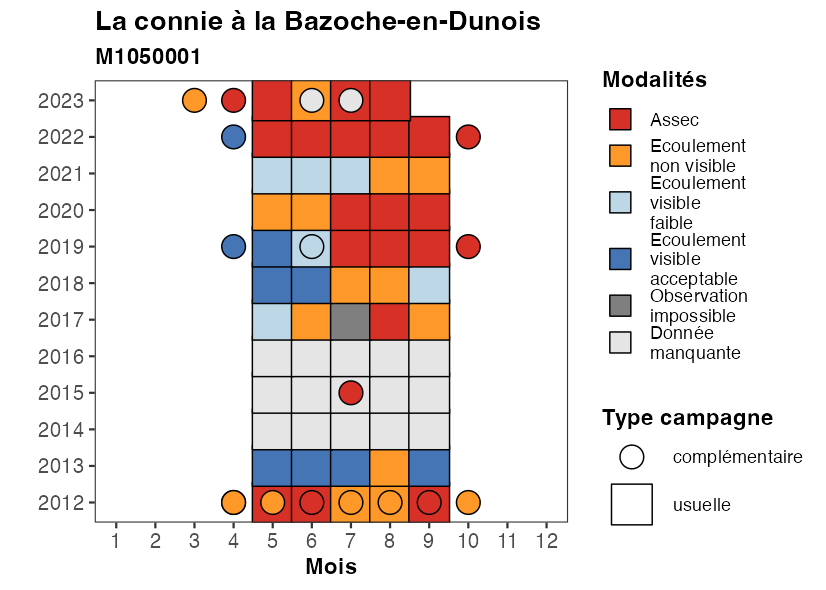 La connie à la Bazoche-en-Dunois
M1050001
2023
2022
2021
2020
2019
2018
2017
2016
2015
2014
2013
2012
1 2 3 4 5 6 7 8 9 10 11 12
Mois
Modalités
Assec
Ecoulement
non visible
Ecoulement
visible
faible
Ecoulement
visible
acceptable
Observation
impossible
Donnée
manquante
Type campagne
complémentaire
usuelle